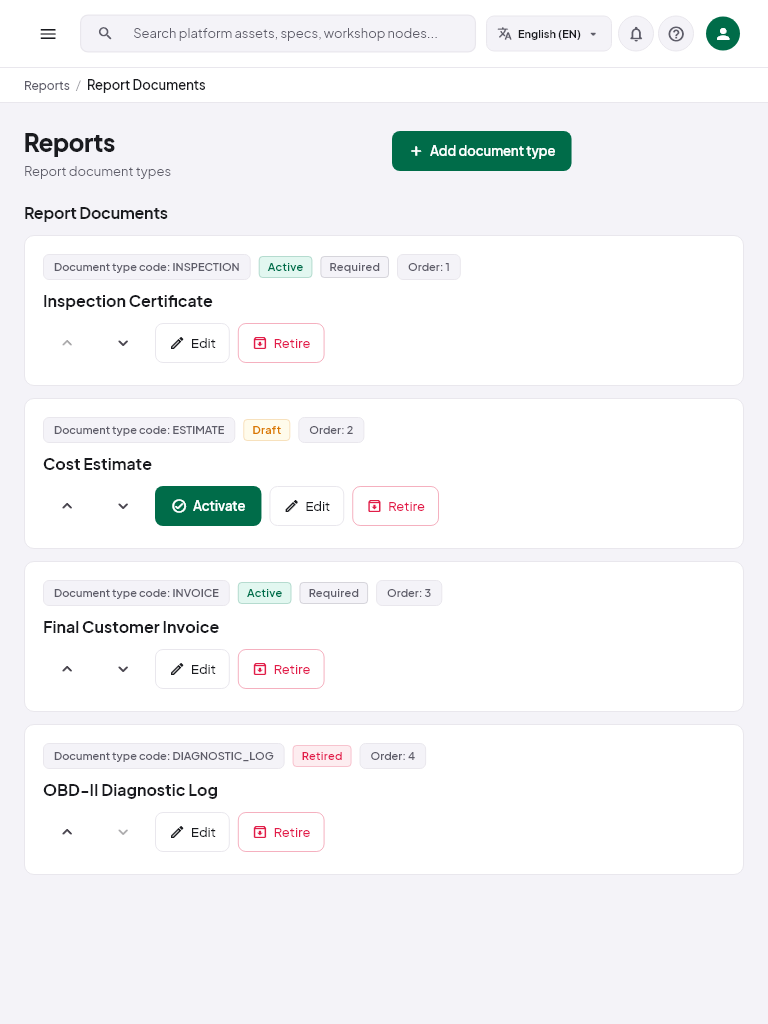 Search platform assets, specs, workshop nodes...
English (EN)
Reports / Report Documents
Reports
Report document types
Add document type
Report Documents
Document type code: INSPECTION Active Required Order: 1
Inspection Certificate
Edit Retire
Document type code: ESTIMATE Draft Order: 2
Cost Estimate
Activate Edit Retire
Document type code: INVOICE Active Required Order: 3
Final Customer Invoice
Edit Retire
Document type code: DIAGNOSTIC_LOG Retired Order: 4
OBD-II Diagnostic Log
Edit Retire